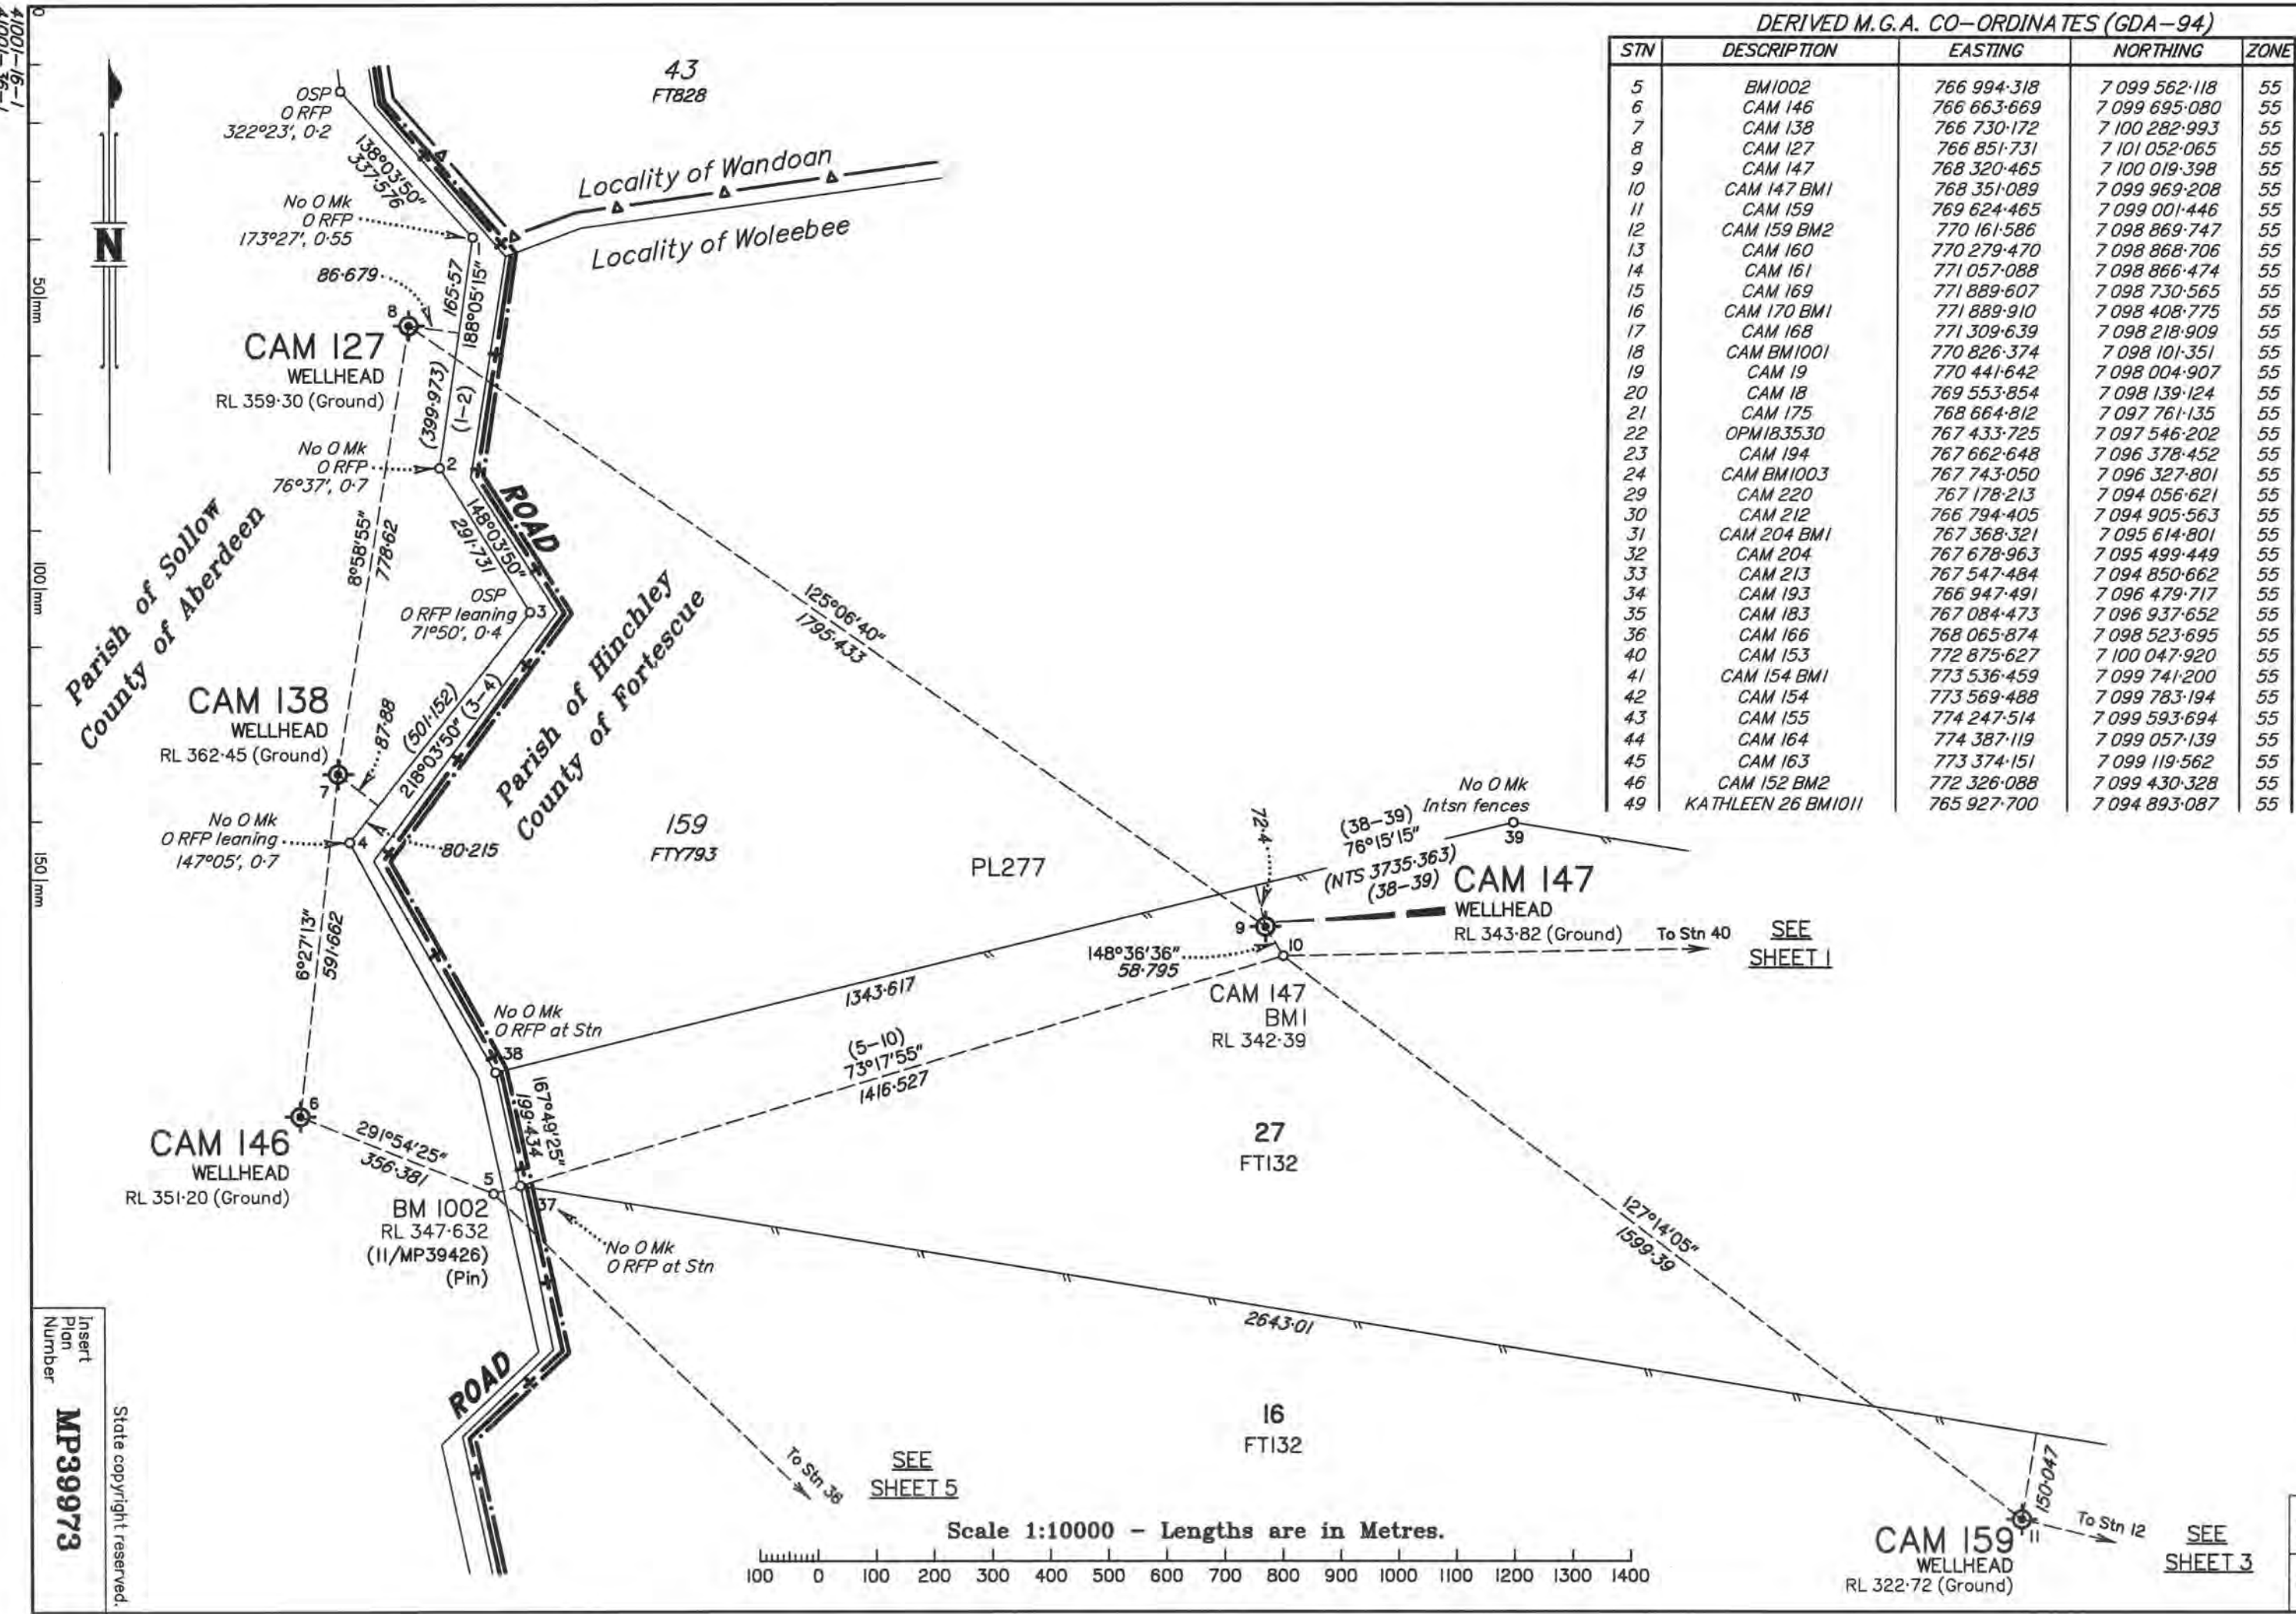 41001-16-1
DERIVED M.G.A. CO-ORDINATES (GDA-94)
STN DESCRIPTION EASTING NORTHING ZONE
5 BM1002 766 994·318 7 099 562·118 55
6 CAM 146 766 663·669 7 099 695·080 55
7 CAM 138 766 730·172 7 100 282·993 55
8 CAM 127 766 851·731 7 101 052·065 55
9 CAM 147 768 320·465 7 100 019·398 55
10 CAM 147 BM1 768 351·089 7 099 969·208 55
11 CAM 159 769 624·465 7 099 001·446 55
12 CAM 159 BM2 770 161·586 7 098 869·747 55
13 CAM 160 770 279·470 7 098 868·706 55
14 CAM 161 771 057·088 7 098 866·474 55
15 CAM 169 771 889·607 7 098 730·565 55
16 CAM 170 BM1 771 889·910 7 098 408·775 55
17 CAM 168 771 309·639 7 098 218·909 55
18 CAM BM1001 770 826·374 7 098 101·351 55
19 CAM 19 770 441·642 7 098 004·907 55
20 CAM 18 769 553·854 7 098 139·124 55
21 CAM 175 768 664·812 7 097 761·135 55
22 OPM183530 767 433·725 7 097 546·202 55
23 CAM 194 767 662·648 7 096 378·452 55
24 CAM BM1003 767 743·050 7 096 327·801 55
29 CAM 220 767 178·213 7 094 056·621 55
30 CAM 212 766 794·405 7 094 905·563 55
31 CAM 204 BM1 767 368·321 7 095 614·801 55
32 CAM 204 767 678·963 7 095 499·449 55
33 CAM 213 767 547·484 7 094 850·662 55
34 CAM 193 766 947·491 7 096 479·717 55
35 CAM 183 767 084·473 7 096 937·652 55
36 CAM 166 768 065·874 7 098 523·695 55
40 CAM 153 772 875·627 7 100 047·920 55
41 CAM 154 BM1 773 536·459 7 099 741·200 55
42 CAM 154 773 569·488 7 099 783·194 55
43 CAM 155 774 247·514 7 099 593·694 55
44 CAM 164 774 387·119 7 099 057·139 55
45 CAM 163 773 374·151 7 099 119·562 55
46 CAM 152 BM2 772 326·088 7 099 430·328 55
49 KATHLEEN 26 BM1011 765 927·700 7 094 893·087 55
0
50 mm
100 mm
150 mm
N
43
FT828
OSP
O RFP
322°23', 0·2
138°03'50"
337·576
Locality of Wandoan
Locality of Woleebee
No O Mk
O RFP
173°27', 0·55
1
86·679
165·57
188°05'15"
(399·973)
(1-2)
8
CAM 127
WELLHEAD
RL 359·30 (Ground)
No O Mk
O RFP
76°37', 0·7
2
ROAD
148°03'50"
291·731
8°58'55"
778·62
Parish of Sollow
County of Aberdeen
OSP
O RFP leaning
71°50', 0·4
3
125°06'40"
1795·433
Parish of Hinchley
County of Fortescue
CAM 138
WELLHEAD
RL 362·45 (Ground)
7
87·88
(501·152)
218°03'50" (3-4)
No O Mk
O RFP leaning
147°05', 0·7
4
80·215
159
FTY793
PL277
72·4
(38-39)
76°15'15"
(NTS 3735·363)
(38-39)
No O Mk
Intsn fences
39
CAM 147
WELLHEAD
RL 343·82 (Ground)
9
10
To Stn 40
SEE
SHEET 1
148°36'36"
58·795
CAM 147
BM1
RL 342·39
6°27'13"
591·662
1343·617
No O Mk
O RFP at Stn
38
(5-10)
73°17'55"
1416·527
167°49'25"
199·434
6
CAM 146
WELLHEAD
RL 351·20 (Ground)
291°54'25"
356·381
5
BM 1002
RL 347·632
(11/MP39426)
(Pin)
37
No O Mk
O RFP at Stn
27
FT132
127°14'05"
1599·39
2643·01
16
FT132
ROAD
To Stn 36
SEE
SHEET 5
150·047
CAM 159
WELLHEAD
RL 322·72 (Ground)
11
To Stn 12
SEE
SHEET 3
Scale 1:10000 - Lengths are in Metres.
100 0 100 200 300 400 500 600 700 800 900 1000 1100 1200 1300 1400
Insert
Plan
Number
MP39973
State copyright reserved.